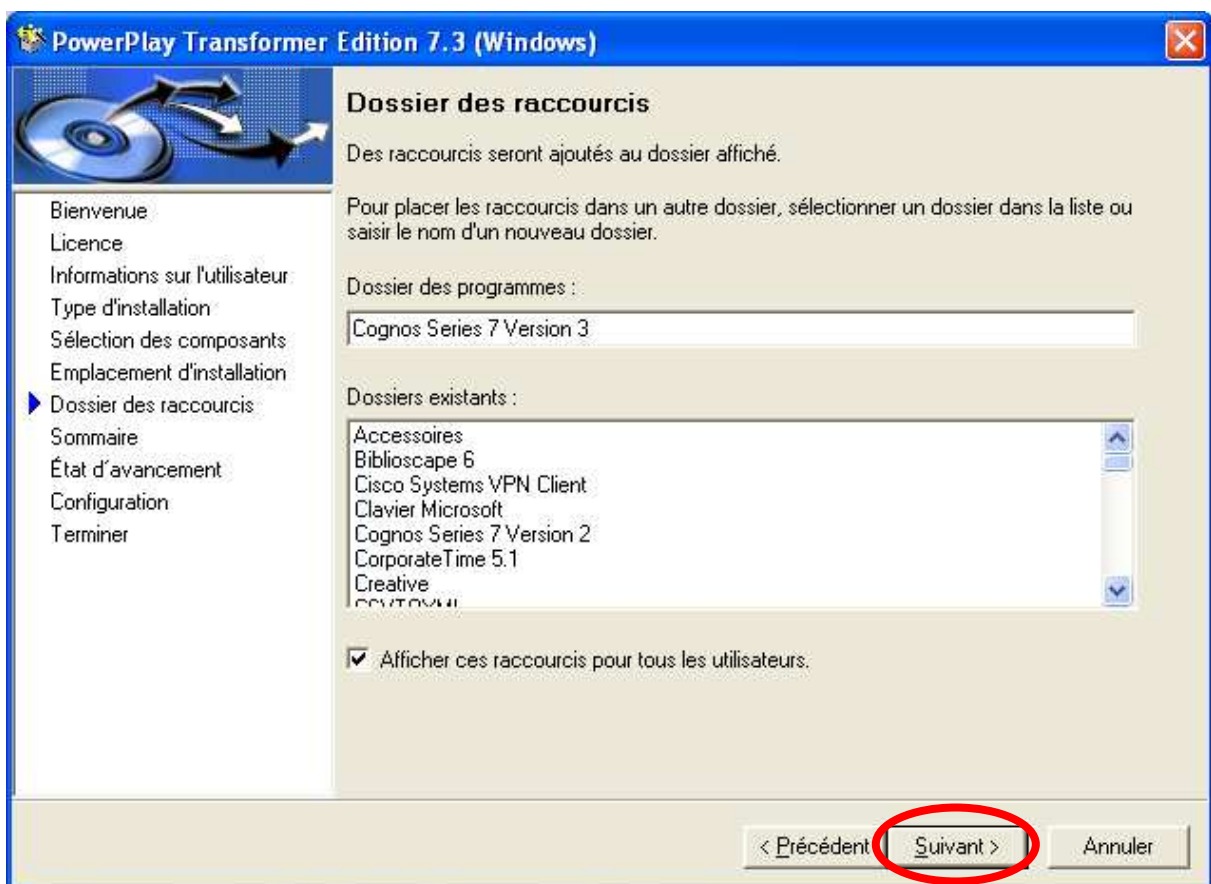 PowerPlay Transformer Edition 7.3 (Windows)
Bienvenue
Licence
Informations sur l'utilisateur
Type d'installation
Sélection des composants
Emplacement d'installation
Dossier des raccourcis
Sommaire
État d´avancement
Configuration
Terminer
Dossier des raccourcis
Des raccourcis seront ajoutés au dossier affiché.
Pour placer les raccourcis dans un autre dossier, sélectionner un dossier dans la liste ou
saisir le nom d'un nouveau dossier.
Dossier des programmes :
Cognos Series 7 Version 3
Dossiers existants :
Accessoires
Biblioscape 6
Cisco Systems VPN Client
Clavier Microsoft
Cognos Series 7 Version 2
CorporateTime 5.1
Creative
Afficher ces raccourcis pour tous les utilisateurs.
< Précédent
Suivant >
Annuler